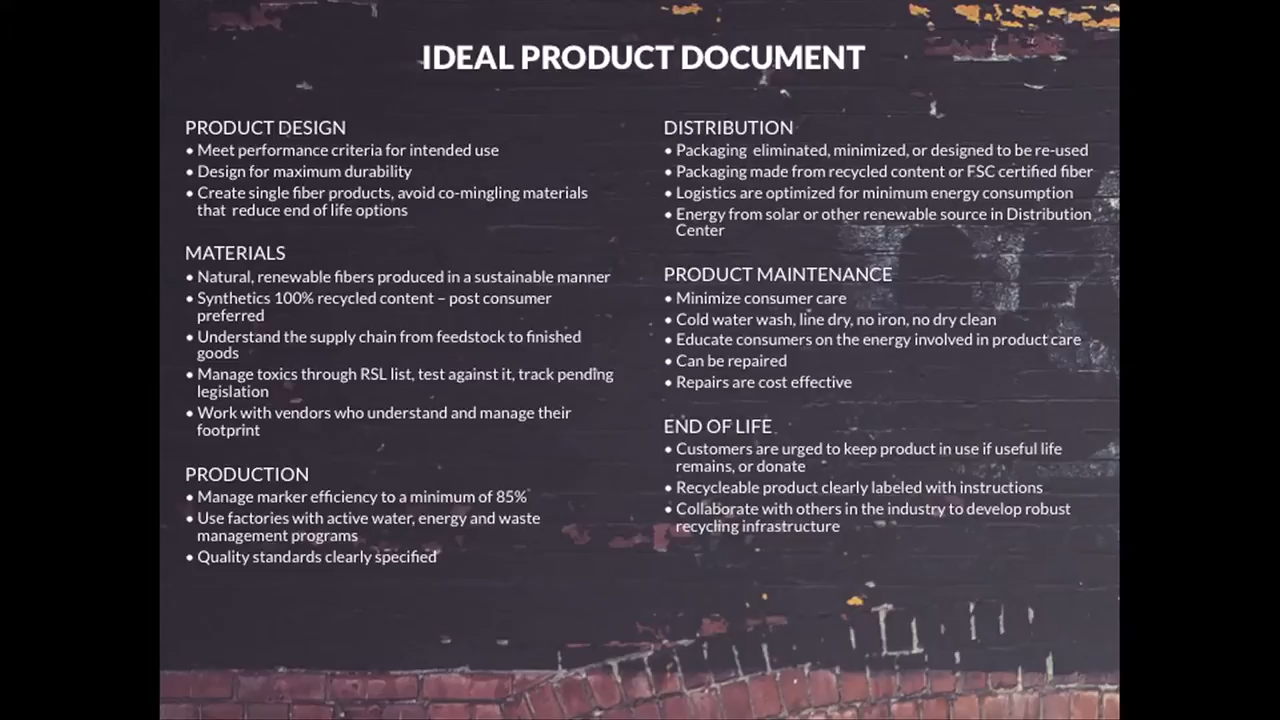 IDEAL PRODUCT DOCUMENT
PRODUCT DESIGN
• Meet performance criteria for intended use
• Design for maximum durability
• Create single fiber products, avoid co-mingling materials
that reduce end of life options
MATERIALS
• Natural, renewable fibers produced in a sustainable manner
• Synthetics 100% recycled content – post consumer
preferred
• Understand the supply chain from feedstock to finished
goods
• Manage toxics through RSL list, test against it, track pending
legislation
• Work with vendors who understand and manage their
footprint
PRODUCTION
• Manage marker efficiency to a minimum of 85%
• Use factories with active water, energy and waste
management programs
• Quality standards clearly specified
DISTRIBUTION
• Packaging eliminated, minimized, or designed to be re-used
• Packaging made from recycled content or FSC certified fiber
• Logistics are optimized for minimum energy consumption
• Energy from solar or other renewable source in Distribution
Center
PRODUCT MAINTENANCE
• Minimize consumer care
• Cold water wash, line dry, no iron, no dry clean
• Educate consumers on the energy involved in product care
• Can be repaired
• Repairs are cost effective
END OF LIFE
• Customers are urged to keep product in use if useful life
remains, or donate
• Recycleable product clearly labeled with instructions
• Collaborate with others in the industry to develop robust
recycling infrastructure